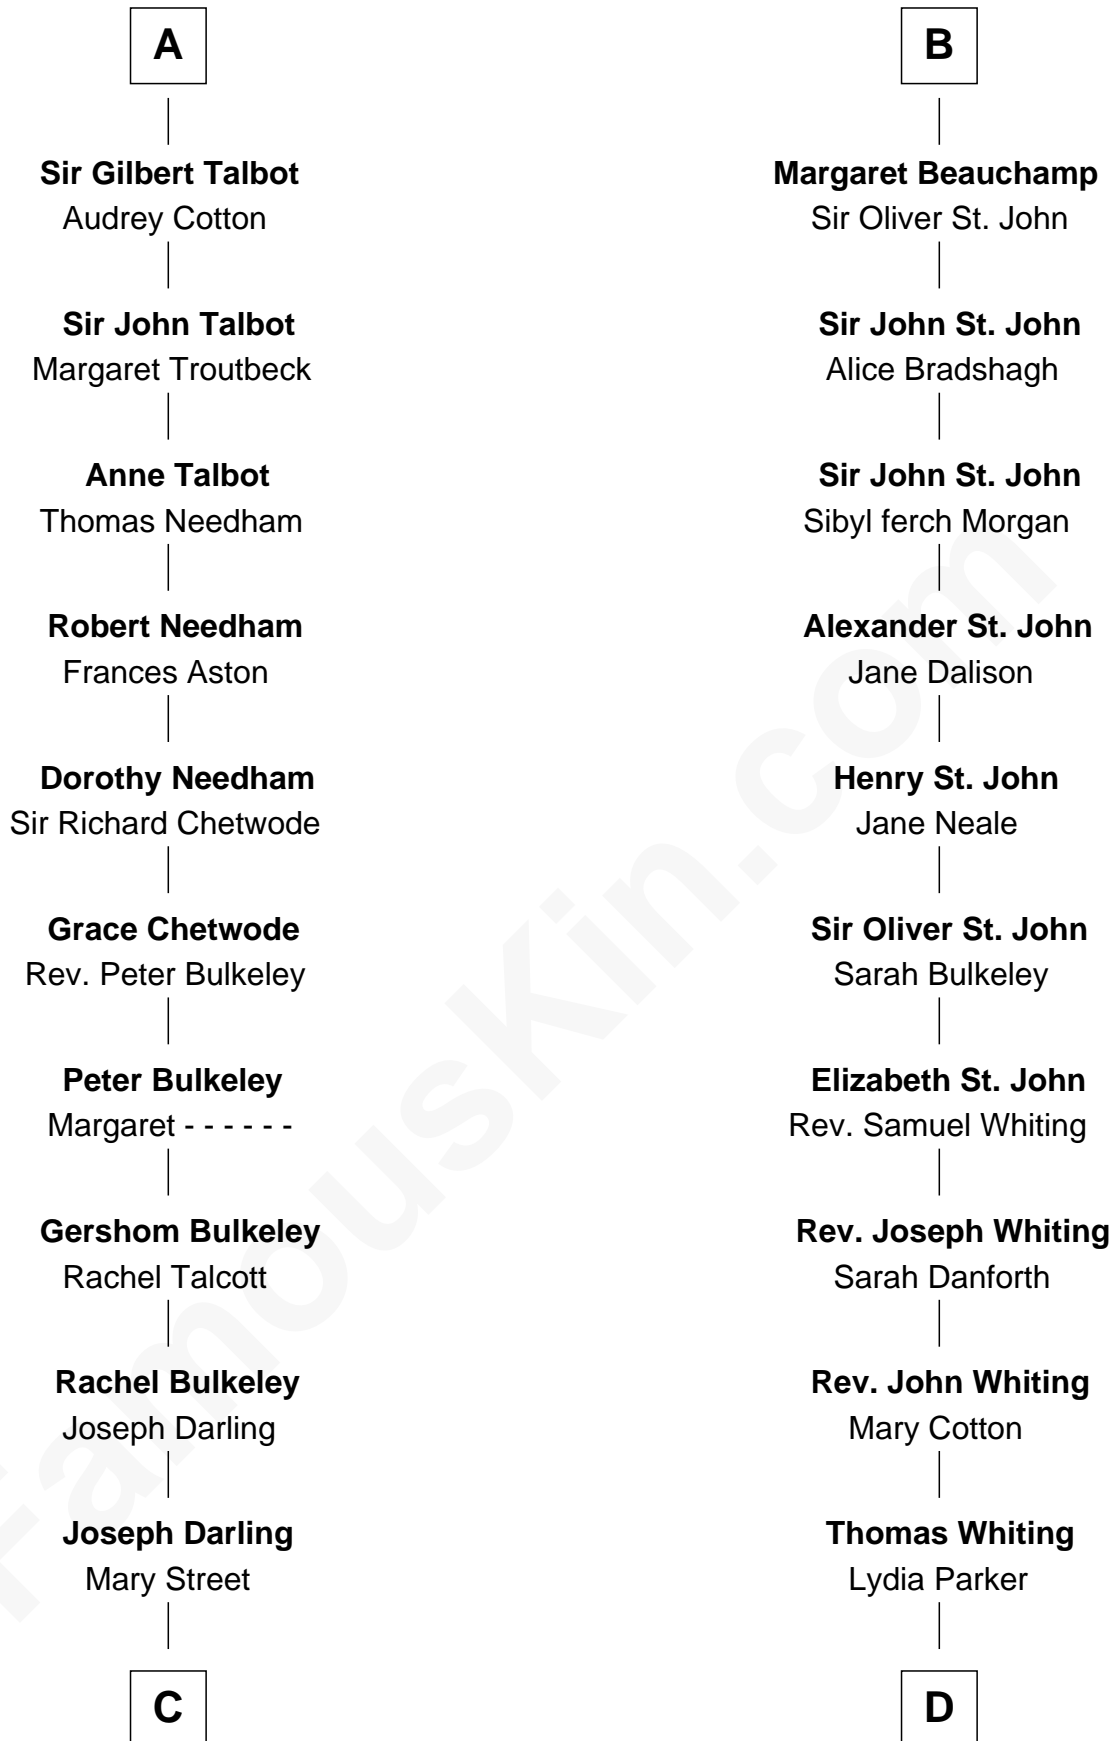 A
Sir Gilbert Talbot
Audrey Cotton
Sir John Talbot
Margaret Troutbeck
Anne Talbot
Thomas Needham
Robert Needham
Frances Aston
Dorothy Needham
Sir Richard Chetwode
Grace Chetwode
Rev. Peter Bulkeley
Peter Bulkeley
Margaret - - - - - -
Gershom Bulkeley
Rachel Talcott
Rachel Bulkeley
Joseph Darling
Joseph Darling
Mary Street
C
B
Margaret Beauchamp
Sir Oliver St. John
Sir John St. John
Alice Bradshagh
Sir John St. John
Sibyl ferch Morgan
Alexander St. John
Jane Dalison
Henry St. John
Jane Neale
Sir Oliver St. John
Sarah Bulkeley
Elizabeth St. John
Rev. Samuel Whiting
Rev. Joseph Whiting
Sarah Danforth
Rev. John Whiting
Mary Cotton
Thomas Whiting
Lydia Parker
D
FamousKin.com